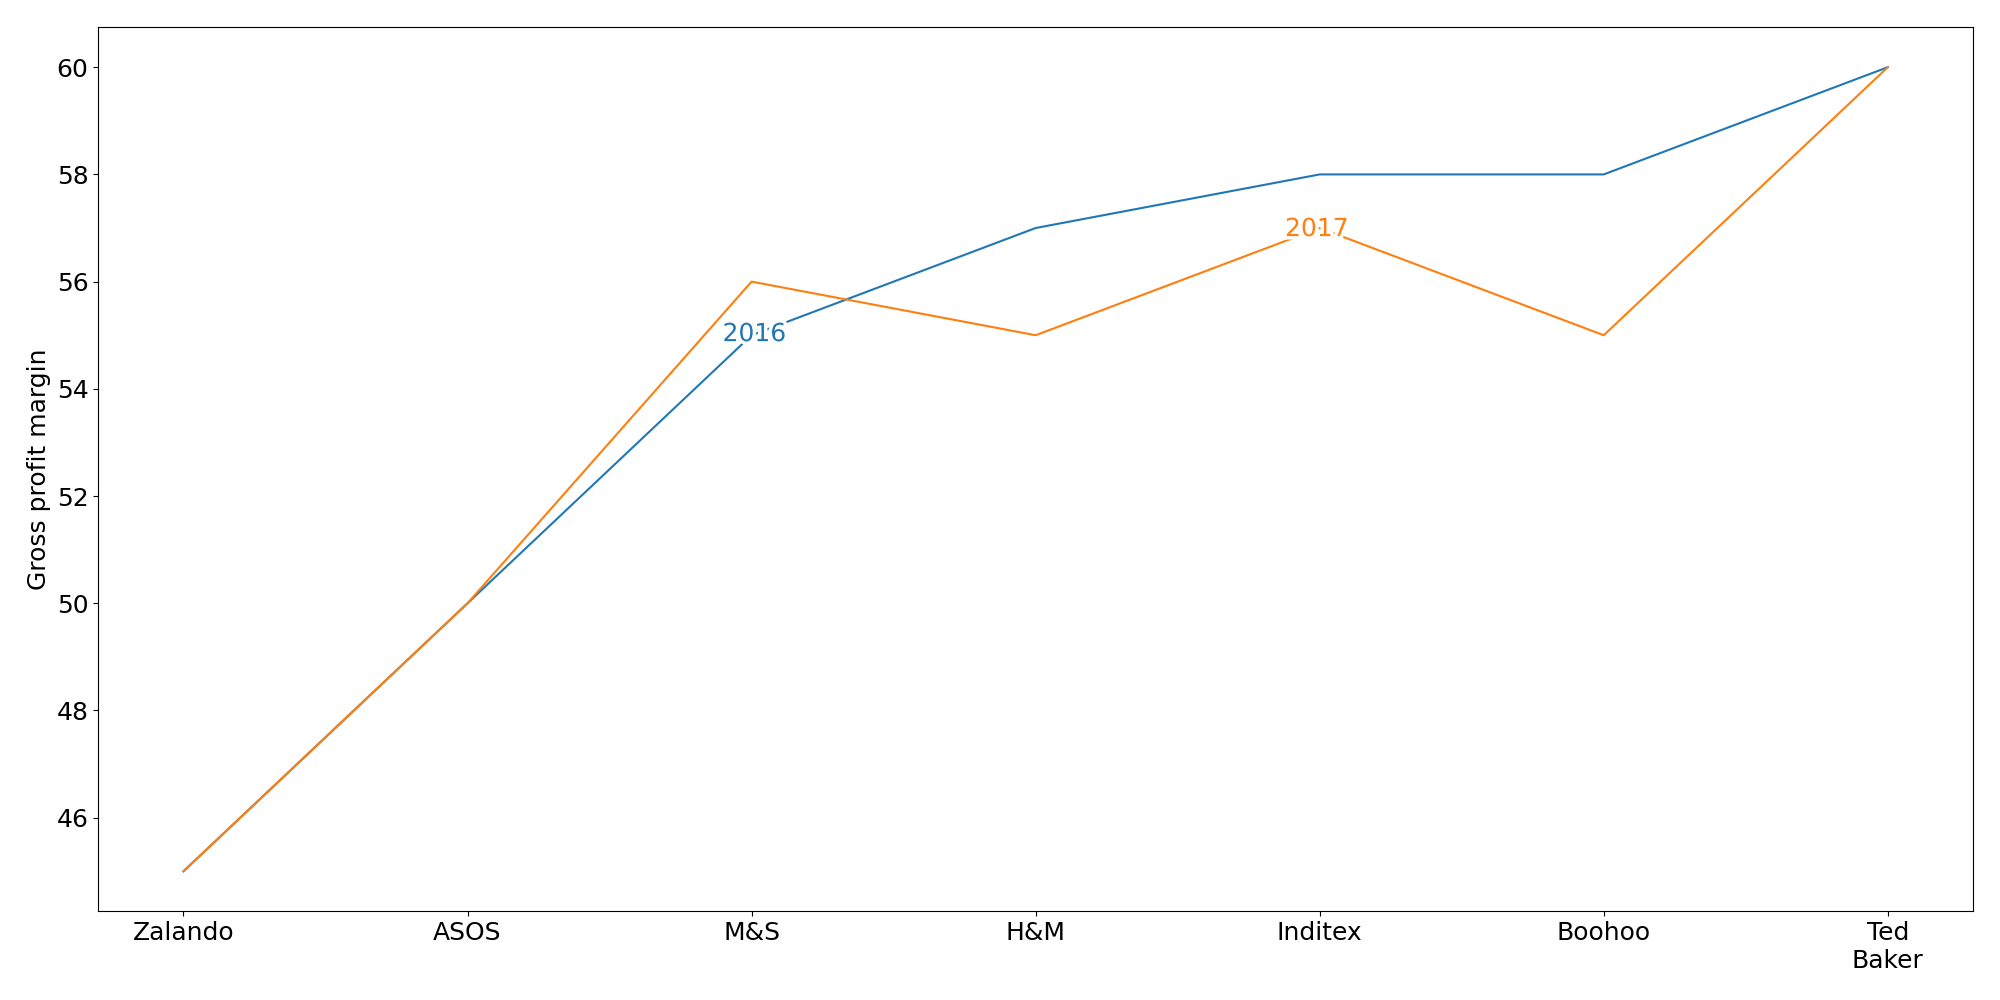 Gross profit margin
60
58
56
54
52
50
48
46
2017
2016
Zalando
ASOS
M&S
H&M
Inditex
Boohoo
Ted
Baker